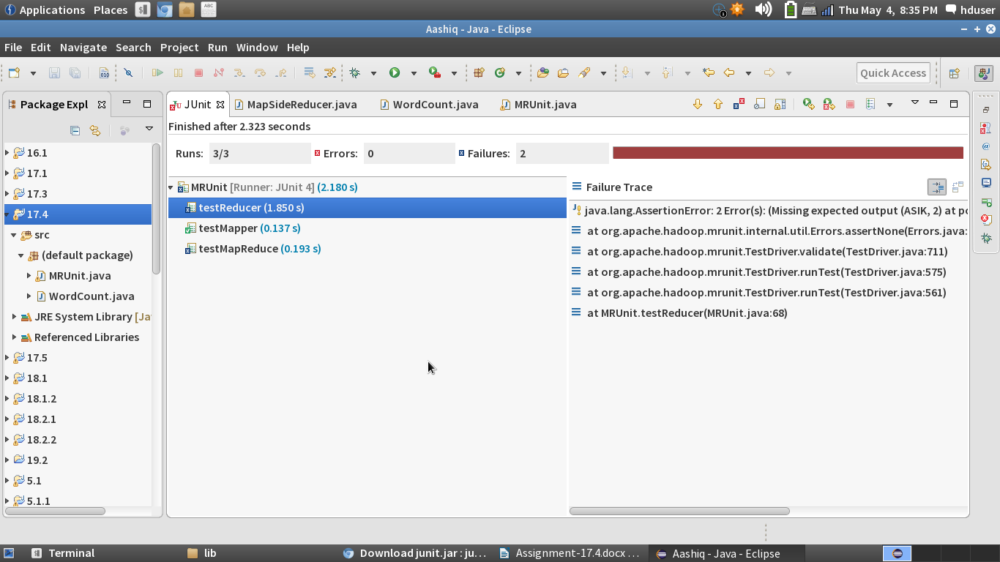 Applications Places Thu May 4, 8:35 PM hduser
Aashiq - Java - Eclipse
File Edit Navigate Search Project Run Window Help
Quick Access
Package Expl
JUnit MapSideReducer.java WordCount.java MRUnit.java
Finished after 2.323 seconds
Runs: 3/3 Errors: 0 Failures: 2
16.1
17.1
17.3
17.4
src
(default package)
MRUnit.java
WordCount.java
JRE System Library [Ja
Referenced Libraries
17.5
18.1
18.1.2
18.2.1
18.2.2
19.2
5.1
5.1.1
MRUnit [Runner: JUnit 4] (2.180 s)
testReducer (1.850 s)
testMapper (0.137 s)
testMapReduce (0.193 s)
Failure Trace
java.lang.AssertionError: 2 Error(s): (Missing expected output (ASIK, 2) at po
at org.apache.hadoop.mrunit.internal.util.Errors.assertNone(Errors.java:
at org.apache.hadoop.mrunit.TestDriver.validate(TestDriver.java:711)
at org.apache.hadoop.mrunit.TestDriver.runTest(TestDriver.java:575)
at org.apache.hadoop.mrunit.TestDriver.runTest(TestDriver.java:561)
at MRUnit.testReducer(MRUnit.java:68)
Terminal lib Download junit.jar : ju... Assignment-17.4.docx ... Aashiq - Java - Eclipse